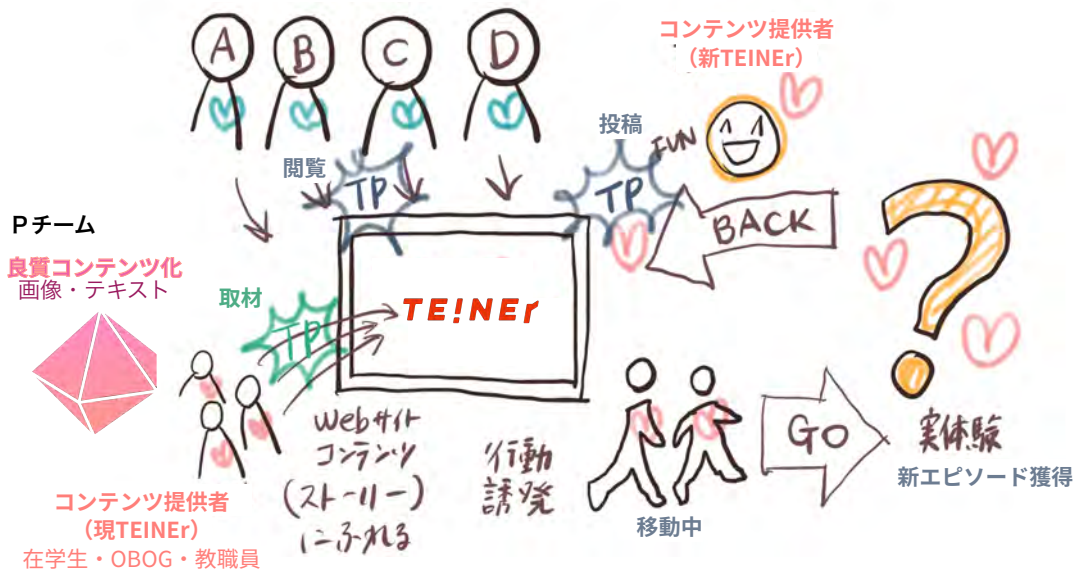 A
B
C
D
コンテンツ提供者
（新TEINEr）
閲覧
TP
投稿
TP
FUN
BACK
Pチーム
良質コンテンツ化
画像・テキスト
取材
TP
TE!NEr
Webサイト
コンテンツ
(ストーリー)
にふれる
行動
誘発
移動中
GO
実体験
新エピソード獲得
コンテンツ提供者
（現TEINEr）
在学生・OBOG・教職員